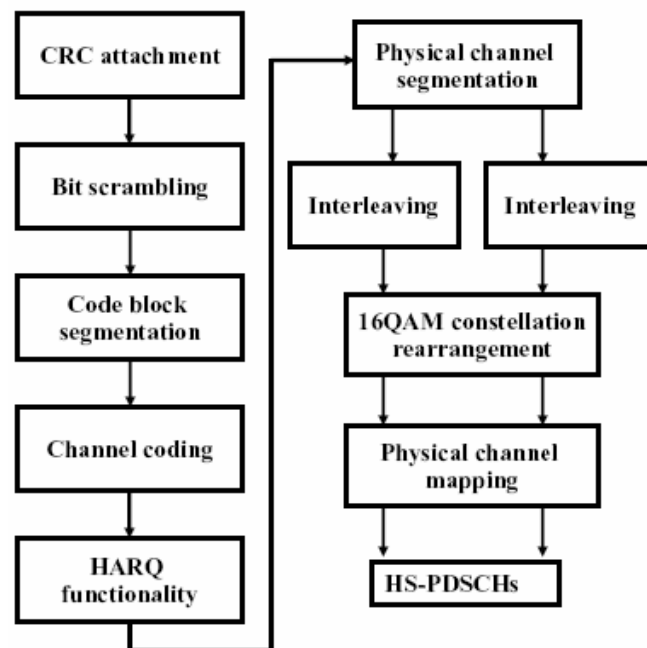 CRC attachment
Bit scrambling
Code block
segmentation
Channel coding
HARQ
functionality
Physical channel
segmentation
Interleaving
Interleaving
16QAM constellation
rearrangement
Physical channel
mapping
HS-PDSCHs